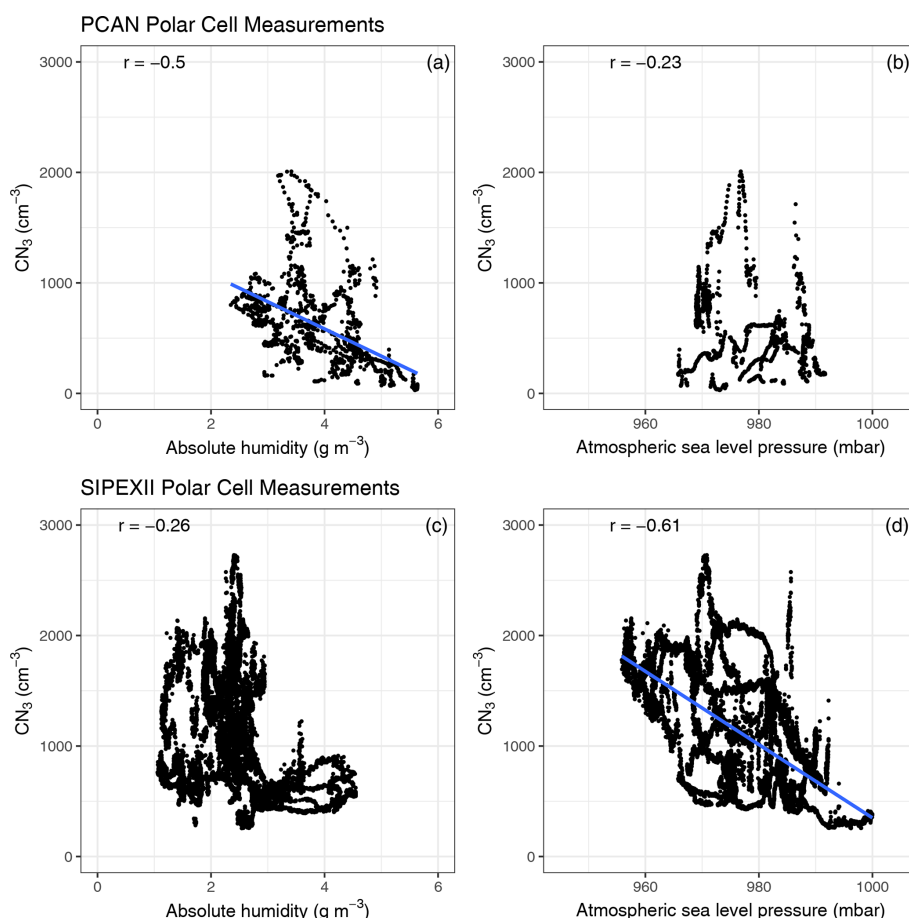 PCAN Polar Cell Measurements
r = −0.5
(a)
3000
2000
1000
0
CN₃ (cm⁻³)
0 2 4 6
Absolute humidity (g m⁻³)
r = −0.23
(b)
3000
2000
1000
0
CN₃ (cm⁻³)
960 980 1000
Atmospheric sea level pressure (mbar)
SIPEXII Polar Cell Measurements
r = −0.26
(c)
3000
2000
1000
0
CN₃ (cm⁻³)
0 2 4 6
Absolute humidity (g m⁻³)
r = −0.61
(d)
3000
2000
1000
0
CN₃ (cm⁻³)
960 980 1000
Atmospheric sea level pressure (mbar)